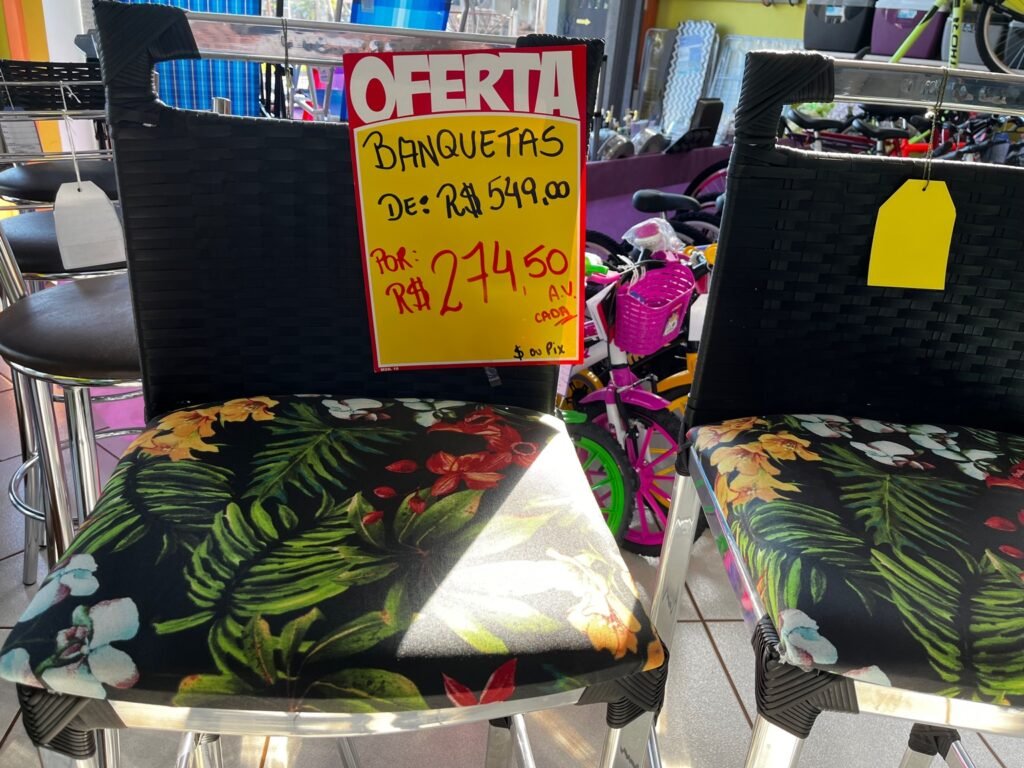 OFERTA
BANQUETAS
DE: R$ 549,00
POR:
R$ 274,50
A.V.
CADA
$ ou Pix